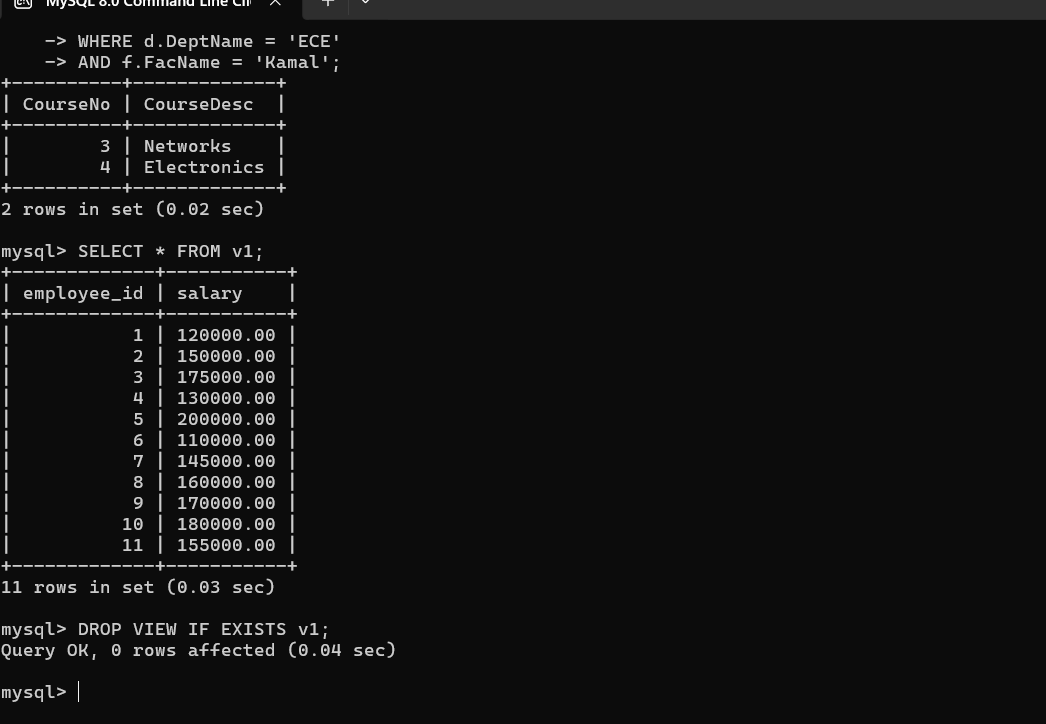 MySQL 8.0 Command Line Cli
-> WHERE d.DeptName = 'ECE'
-> AND f.FacName = 'Kamal';
+----------+-------------+
| CourseNo | CourseDesc  |
+----------+-------------+
|        3 | Networks    |
|        4 | Electronics |
+----------+-------------+
2 rows in set (0.02 sec)
mysql> SELECT * FROM v1;
+-------------+-----------+
| employee_id | salary    |
+-------------+-----------+
|           1 | 120000.00 |
|           2 | 150000.00 |
|           3 | 175000.00 |
|           4 | 130000.00 |
|           5 | 200000.00 |
|           6 | 110000.00 |
|           7 | 145000.00 |
|           8 | 160000.00 |
|           9 | 170000.00 |
|          10 | 180000.00 |
|          11 | 155000.00 |
+-------------+-----------+
11 rows in set (0.03 sec)
mysql> DROP VIEW IF EXISTS v1;
Query OK, 0 rows affected (0.04 sec)
mysql>